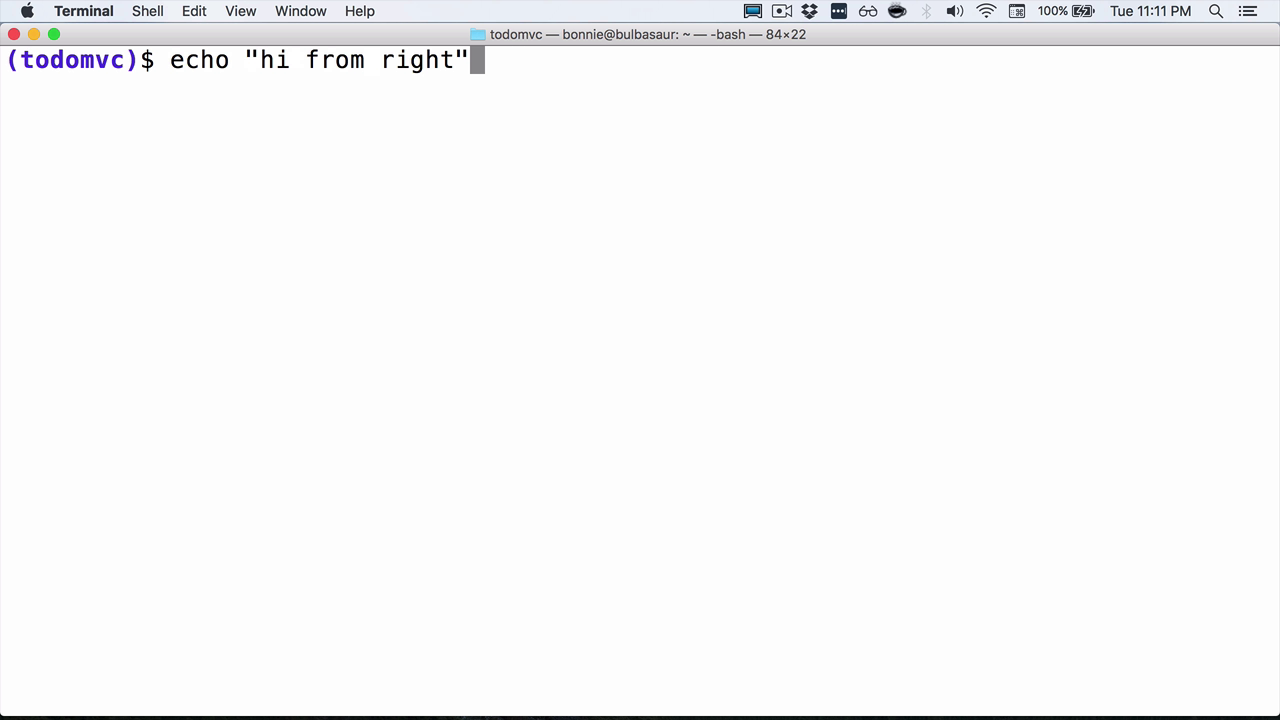 Terminal Shell Edit View Window Help 100% Tue 11:11 PM
todomvc — bonnie@bulbasaur: ~ — -bash — 84×22
(todomvc)$ echo "hi from right"